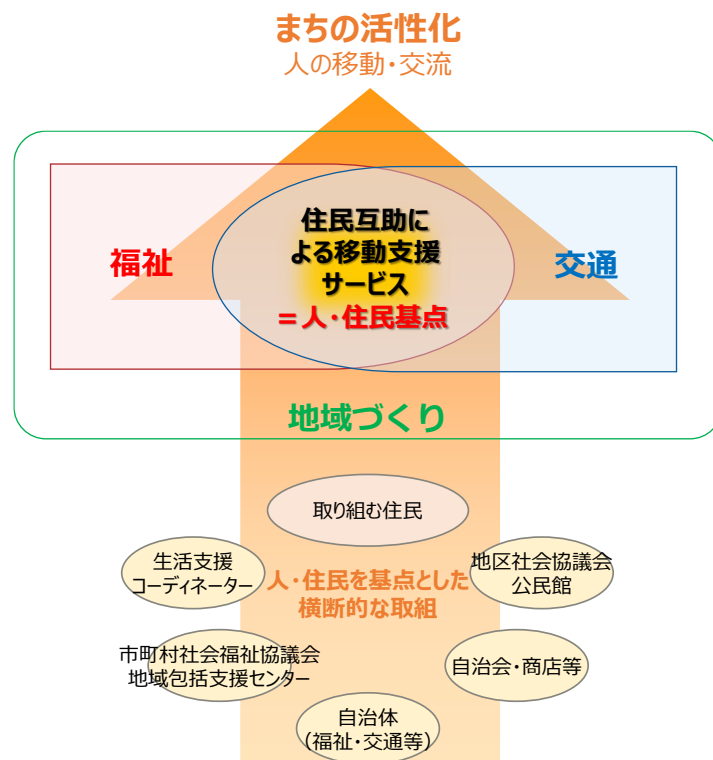 まちの活性化
人の移動・交流
福祉
住民互助に
よる移動支援
サービス
＝人・住民基点
交通
地域づくり
取り組む住民
生活支援
コーディネーター
人・住民を基点とした
横断的な取組
地区社会協議会
公民館
市町村社会福祉協議会
地域包括支援センター
自治会・商店等
自治体
（福祉・交通等）